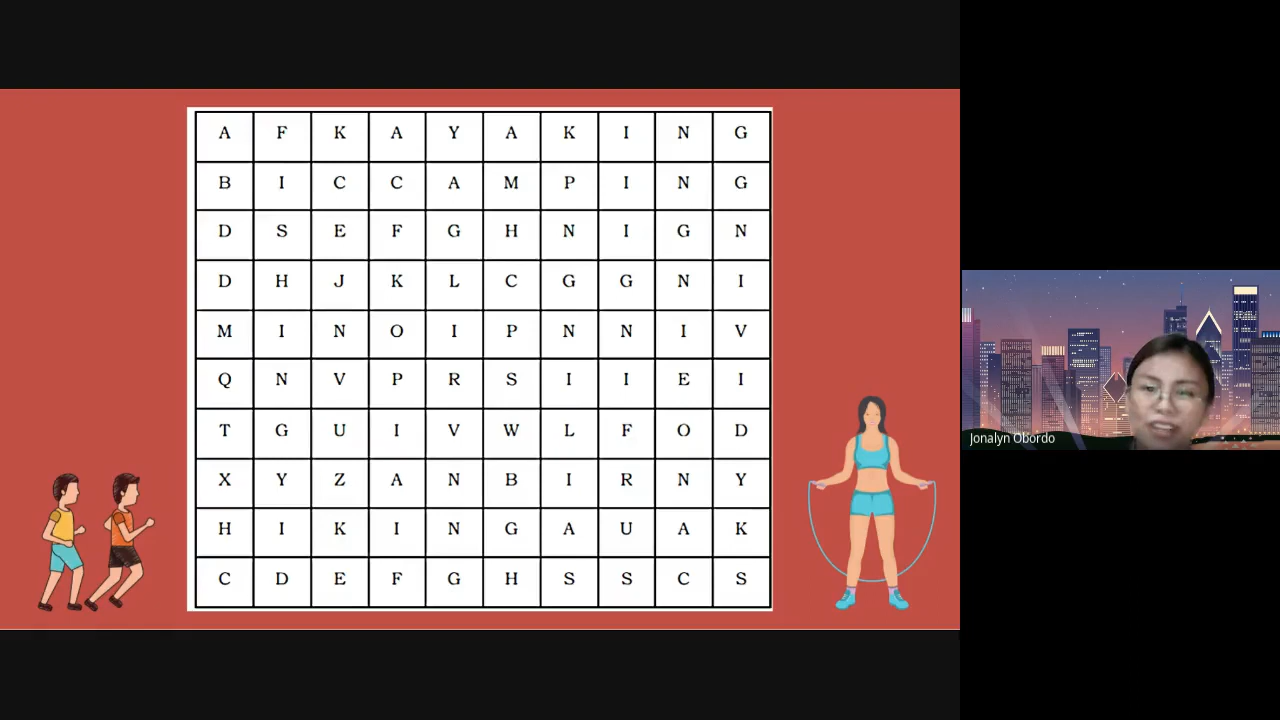 A F K A Y A K I N G
B I C C A M P I N G
D S E F G H N I G N
D H J K L C G G N I
M I N O I P N N I V
Q N V P R S I I E I
T G U I V W L F O D
X Y Z A N B I R N Y
H I K I N G A U A K
C D E F G H S S C S
Jonalyn Obordo